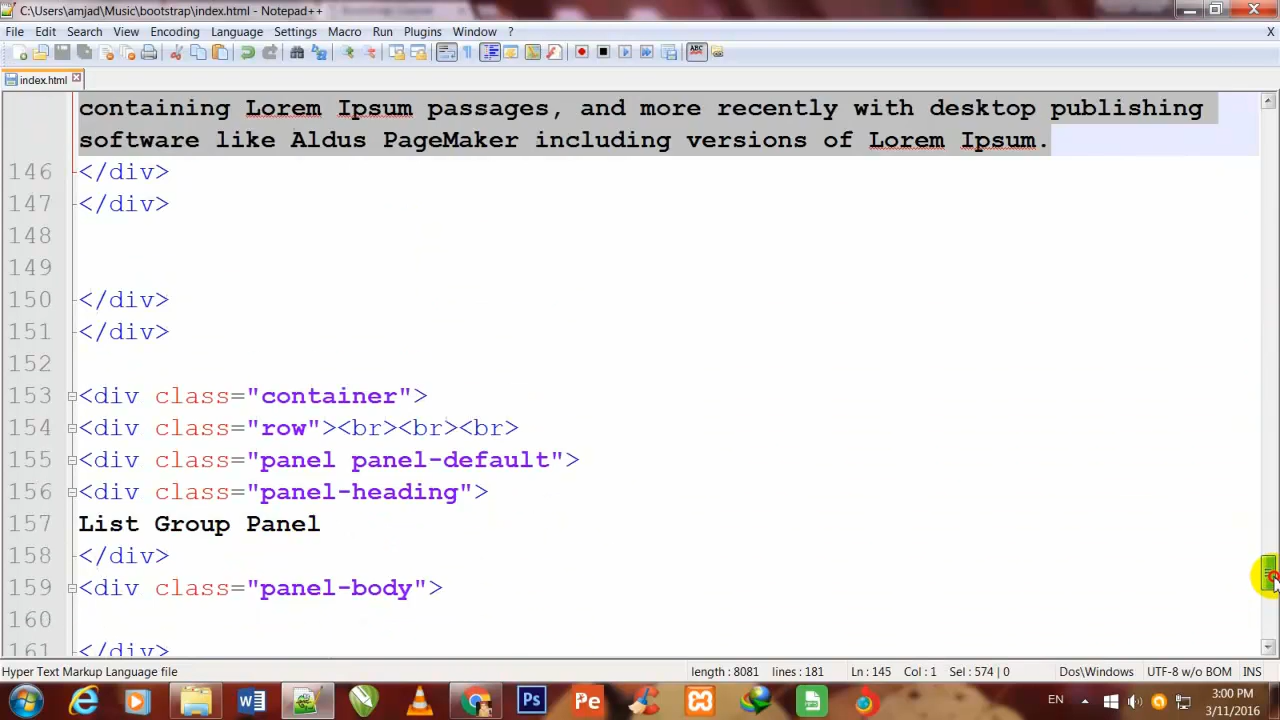 C:\Users\amjad\Music\bootstrap\index.html - Notepad++
File Edit Search View Encoding Language Settings Macro Run Plugins Window ? X
index.html
containing Lorem Ipsum passages, and more recently with desktop publishing
software like Aldus PageMaker including versions of Lorem Ipsum.
146 </div>
147 </div>
148
149
150 </div>
151 </div>
152
153 <div class="container">
154 <div class="row"><br><br><br>
155 <div class="panel panel-default">
156 <div class="panel-heading">
157 List Group Panel
158 </div>
159 <div class="panel-body">
160
161 </div>
Hyper Text Markup Language file length : 8081 lines : 181 Ln : 145 Col : 1 Sel : 574 | 0 Dos\Windows UTF-8 w/o BOM INS
EN 3:00 PM
3/11/2016